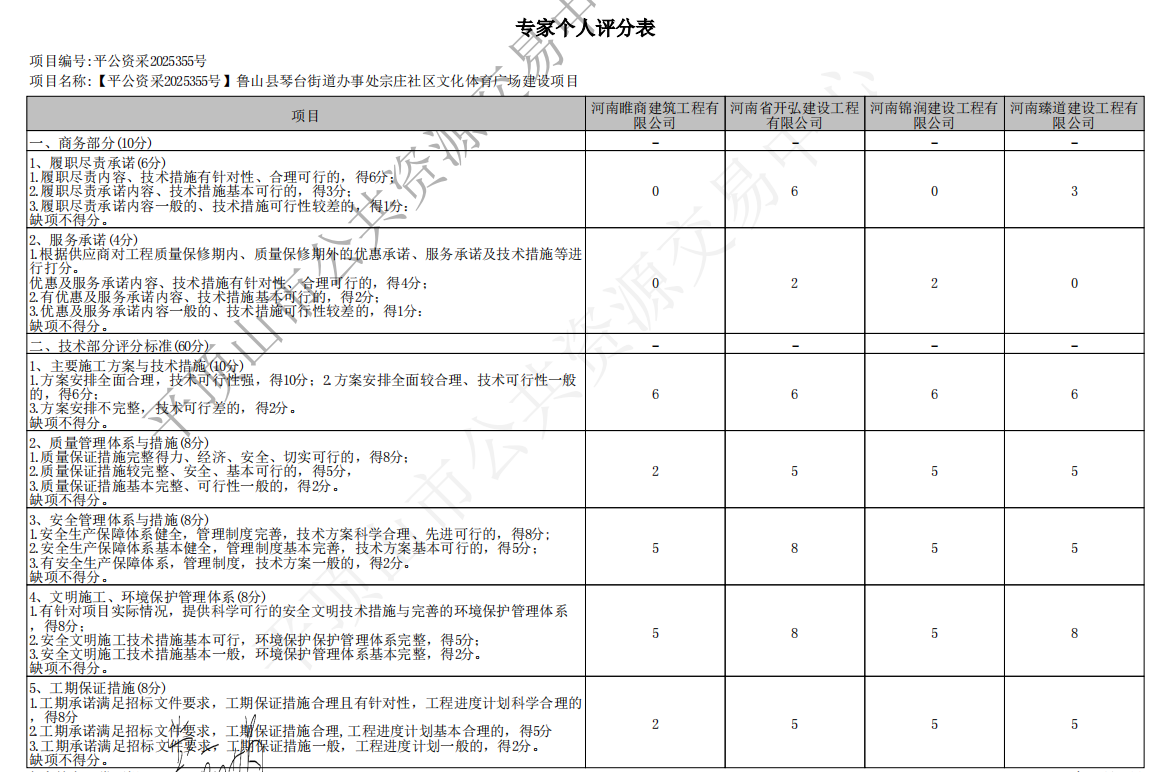 专家个人评分表
项目编号:平公资采2025355号
项目名称:【平公资采2025355号】鲁山县琴台街道办事处宗庄社区文化体育广场建设项目
项目 河南睢商建筑工程有限公司 河南省开弘建设工程有限公司 河南锦润建设工程有限公司 河南臻道建设工程有限公司
一、商务部分(10分) - - - -
1、履职尽责承诺(6分)
1.履职尽责内容、技术措施有针对性、合理可行的，得6分；
2.履职尽责承诺内容、技术措施基本可行的，得3分；
3.履职尽责承诺内容一般的、技术措施可行性较差的，得1分：
缺项不得分。
0 6 0 3
2、服务承诺(4分)
1.根据供应商对工程质量保修期内、质量保修期外的优惠承诺、服务承诺及技术措施等进
行打分。
优惠及服务承诺内容、技术措施有针对性、合理可行的，得4分；
2.有优惠及服务承诺内容、技术措施基本可行的，得2分；
3.优惠及服务承诺内容一般的、技术措施可行性较差的，得1分：
缺项不得分。
0 2 2 0
二、技术部分评分标准(60分) - - - -
1、主要施工方案与技术措施(10分)
1.方案安排全面合理，技术可行性强，得10分；2.方案安排全面较合理、技术可行性一般
的，得6分；
3.方案安排不完整，技术可行差的，得2分。
缺项不得分。
6 6 6 6
2、质量管理体系与措施(8分)
1.质量保证措施完整得力、经济、安全、切实可行的，得8分；
2.质量保证措施较完整、安全、基本可行的，得5分，
3.质量保证措施基本完整、可行性一般的，得2分。
缺项不得分。
2 5 5 5
3、安全管理体系与措施(8分)
1.安全生产保障体系健全，管理制度完善，技术方案科学合理、先进可行的，得8分；
2.安全生产保障体系基本健全，管理制度基本完善，技术方案基本可行的，得5分；
3.有安全生产保障体系，管理制度，技术方案一般的，得2分。
缺项不得分。
5 8 5 5
4、文明施工、环境保护管理体系(8分)
1.有针对项目实际情况，提供科学可行的安全文明技术措施与完善的环境保护管理体系
，得8分；
2.安全文明施工技术措施基本可行，环境保护保护管理体系完整，得5分；
3.安全文明施工技术措施基本一般，环境保护管理体系基本完整，得2分。
缺项不得分。
5 8 5 8
5、工期保证措施(8分)
1.工期承诺满足招标文件要求，工期保证措施合理且有针对性，工程进度计划科学合理的
，得8分
2.工期承诺满足招标文件要求，工期保证措施合理,工程进度计划基本合理的，得5分
3.工期承诺满足招标文件要求，工期保证措施一般，工程进度计划一般的，得2分。
缺项不得分。
2 5 5 5
平顶山市公共资源交易中
平顶山市公共资源交易中心